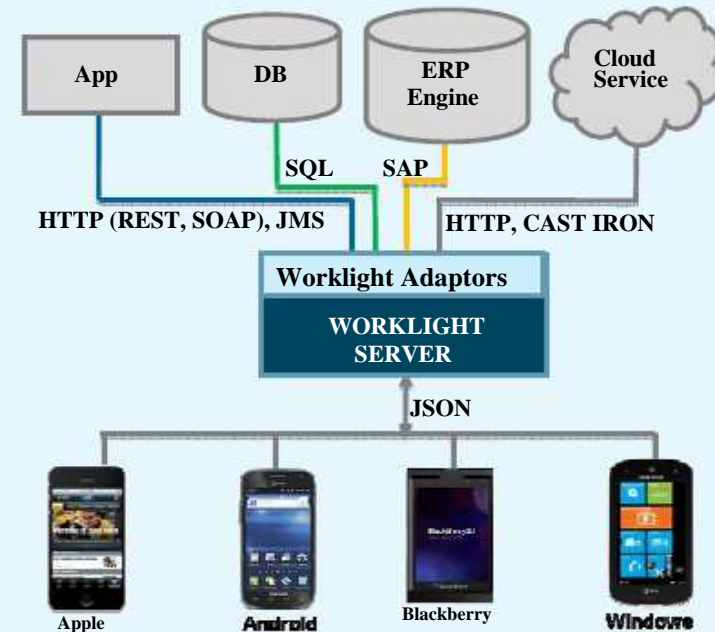 App
DB
ERP
Engine
Cloud
Service
SQL
SAP
HTTP (REST, SOAP), JMS
HTTP, CAST IRON
Worklight Adaptors
WORKLIGHT
SERVER
JSON
Apple
Android
Blackberry
Windows